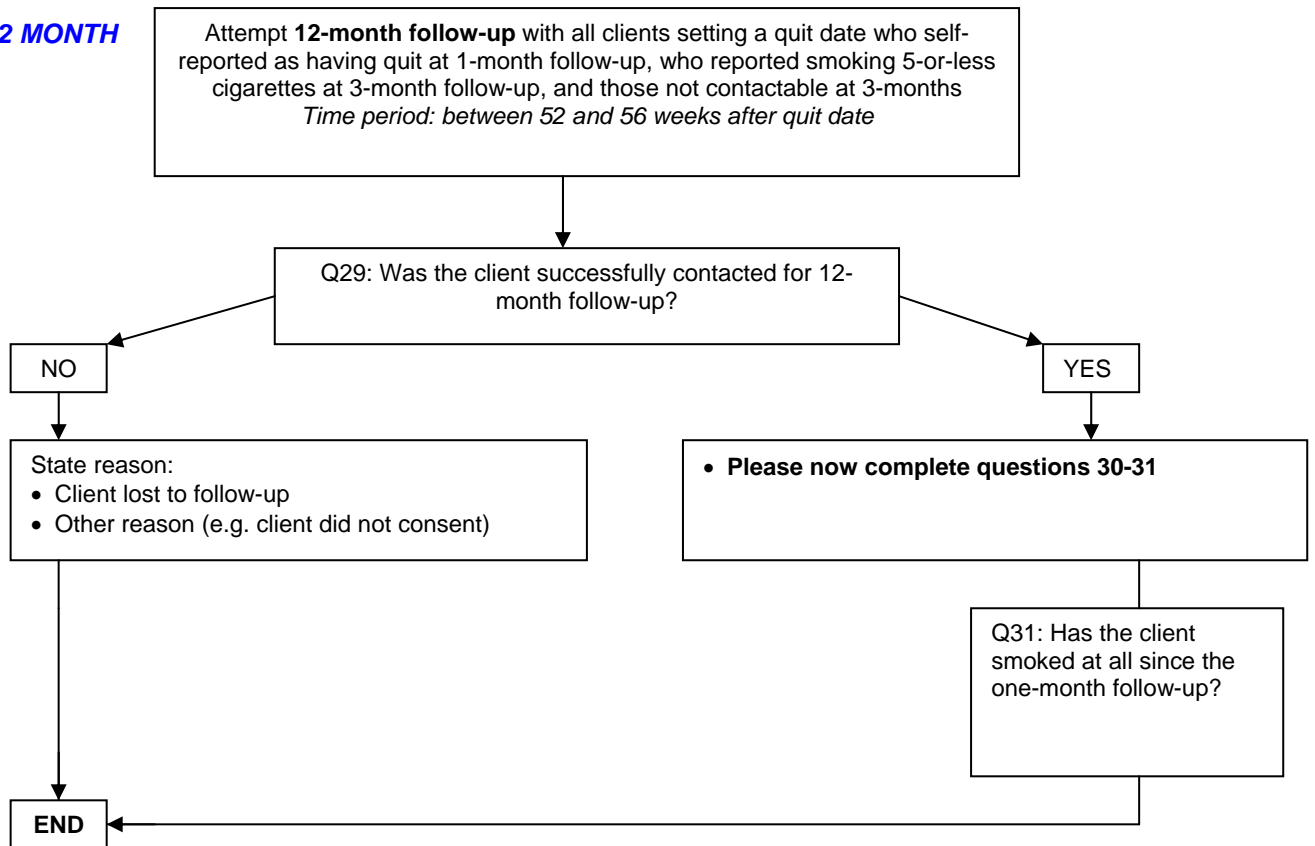 2 MONTH
Attempt 12-month follow-up with all clients setting a quit date who self-
reported as having quit at 1-month follow-up, who reported smoking 5-or-less
cigarettes at 3-month follow-up, and those not contactable at 3-months
Time period: between 52 and 56 weeks after quit date
Q29: Was the client successfully contacted for 12-
month follow-up?
NO
YES
State reason:
• Client lost to follow-up
• Other reason (e.g. client did not consent)
• Please now complete questions 30-31
Q31: Has the client
smoked at all since the
one-month follow-up?
END